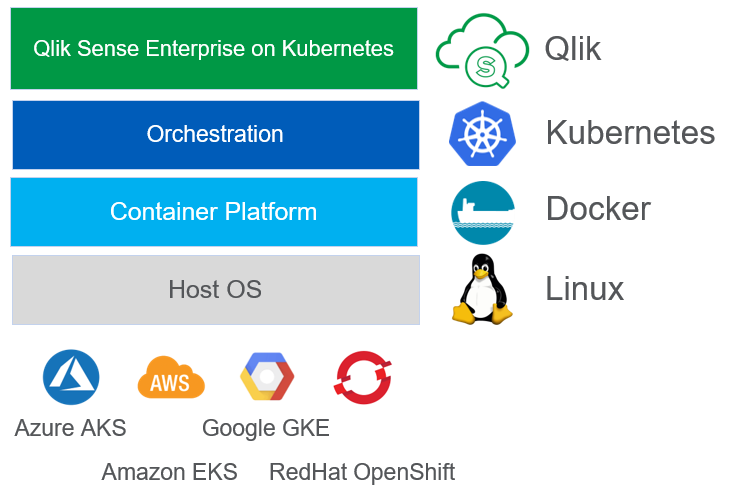 Qlik Sense Enterprise on Kubernetes
Qlik
Orchestration
Kubernetes
Container Platform
Docker
Host OS
Linux
AWS
Azure AKS
Google GKE
Amazon EKS
RedHat OpenShift